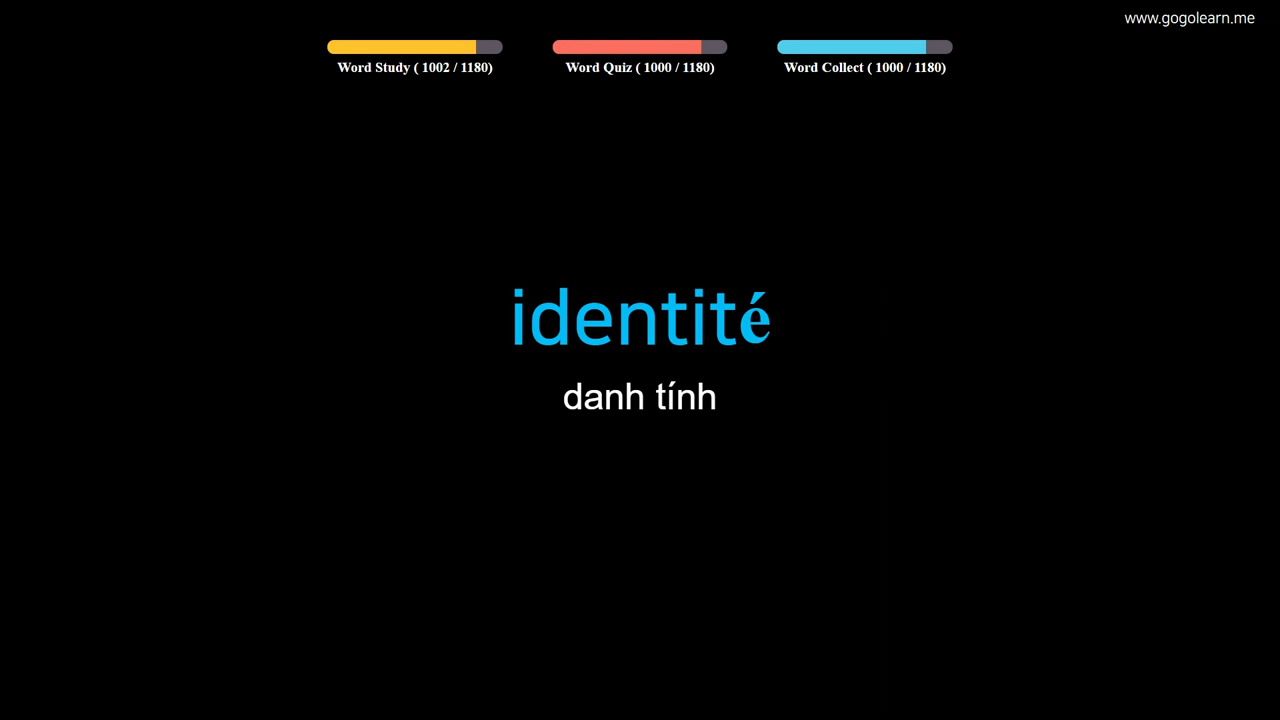 www.gogolearn.me
Word Study ( 1002 / 1180)
Word Quiz ( 1000 / 1180)
Word Collect ( 1000 / 1180)
identité
danh tính